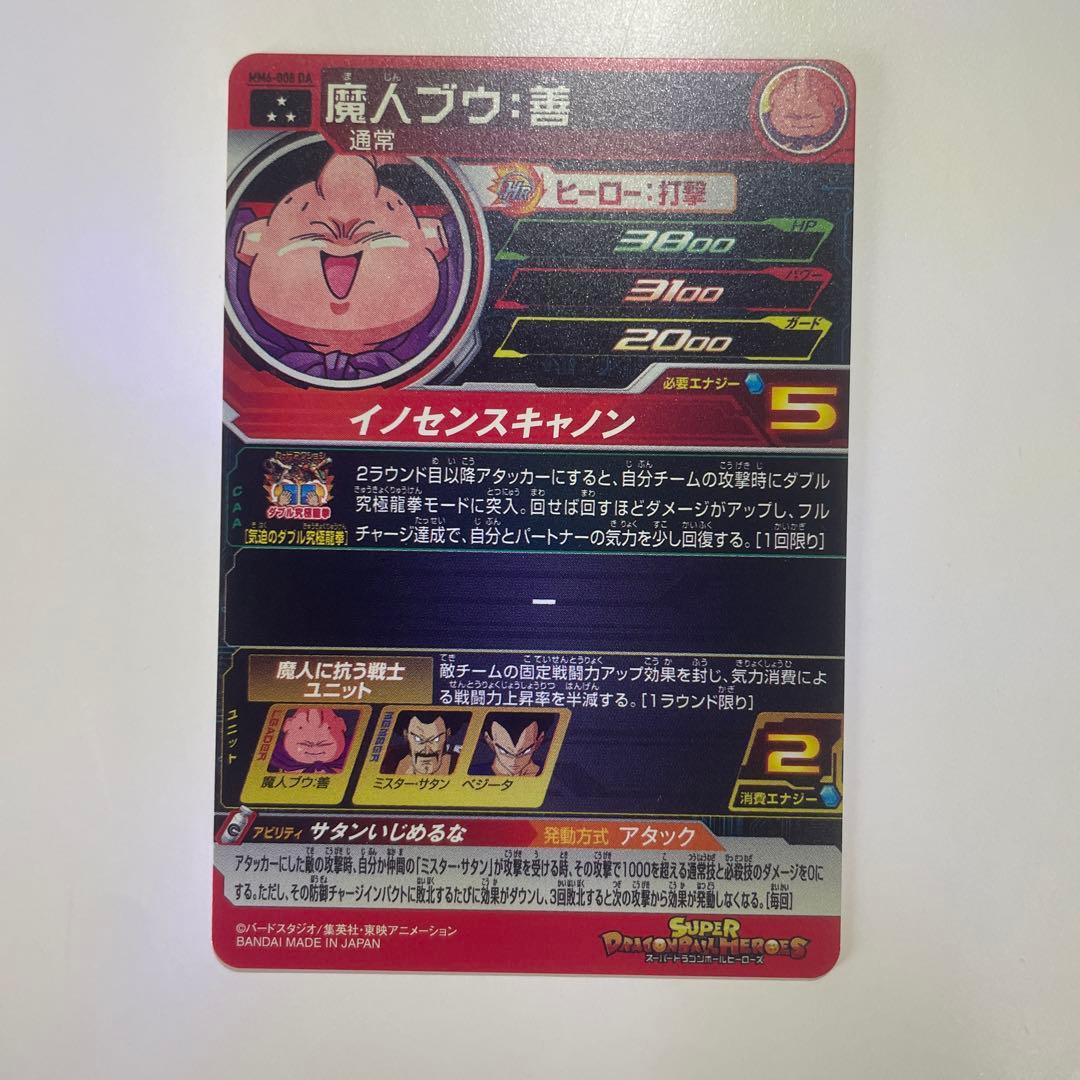 MM6-008 DA
魔人ブウ:善
通常
HR ヒーロー:打撃
3800 HP
3100 パワー
2000 ガード
必要エナジー 5
イノセンスキャノン
CAA
ダブル究極龍拳
[気迫のダブル究極龍拳]
2ラウンド目以降アタッカーにすると、自分チームの攻撃時にダブル
究極龍拳モードに突入。回せば回すほどダメージがアップし、フル
チャージ達成で、自分とパートナーの気力を少し回復する。[1回限り]
ー
ユニット
魔人に抗う戦士
ユニット
敵チームの固定戦闘力アップ効果を封じ、気力消費によ
る戦闘力上昇率を半減する。[1ラウンド限り]
LEADER
魔人ブウ:善
MEMBER
ミスター・サタン ベジータ
2
消費エナジー
アビリティ サタンいじめるな 発動方式 アタック
アタッカーにした敵の攻撃時、自分か仲間の「ミスター・サタン」が攻撃を受ける時、その攻撃で1000を超える通常技と必殺技のダメージを0に
する。ただし、その防御チャージインパクトに敗北するたびに効果がダウンし、3回敗北すると次の攻撃から効果が発動しなくなる。[毎回]
©バードスタジオ/集英社・東映アニメーション
BANDAI MADE IN JAPAN
SUPER
DRAGONBALL HEROES
スーパードラゴンボールヒーローズ